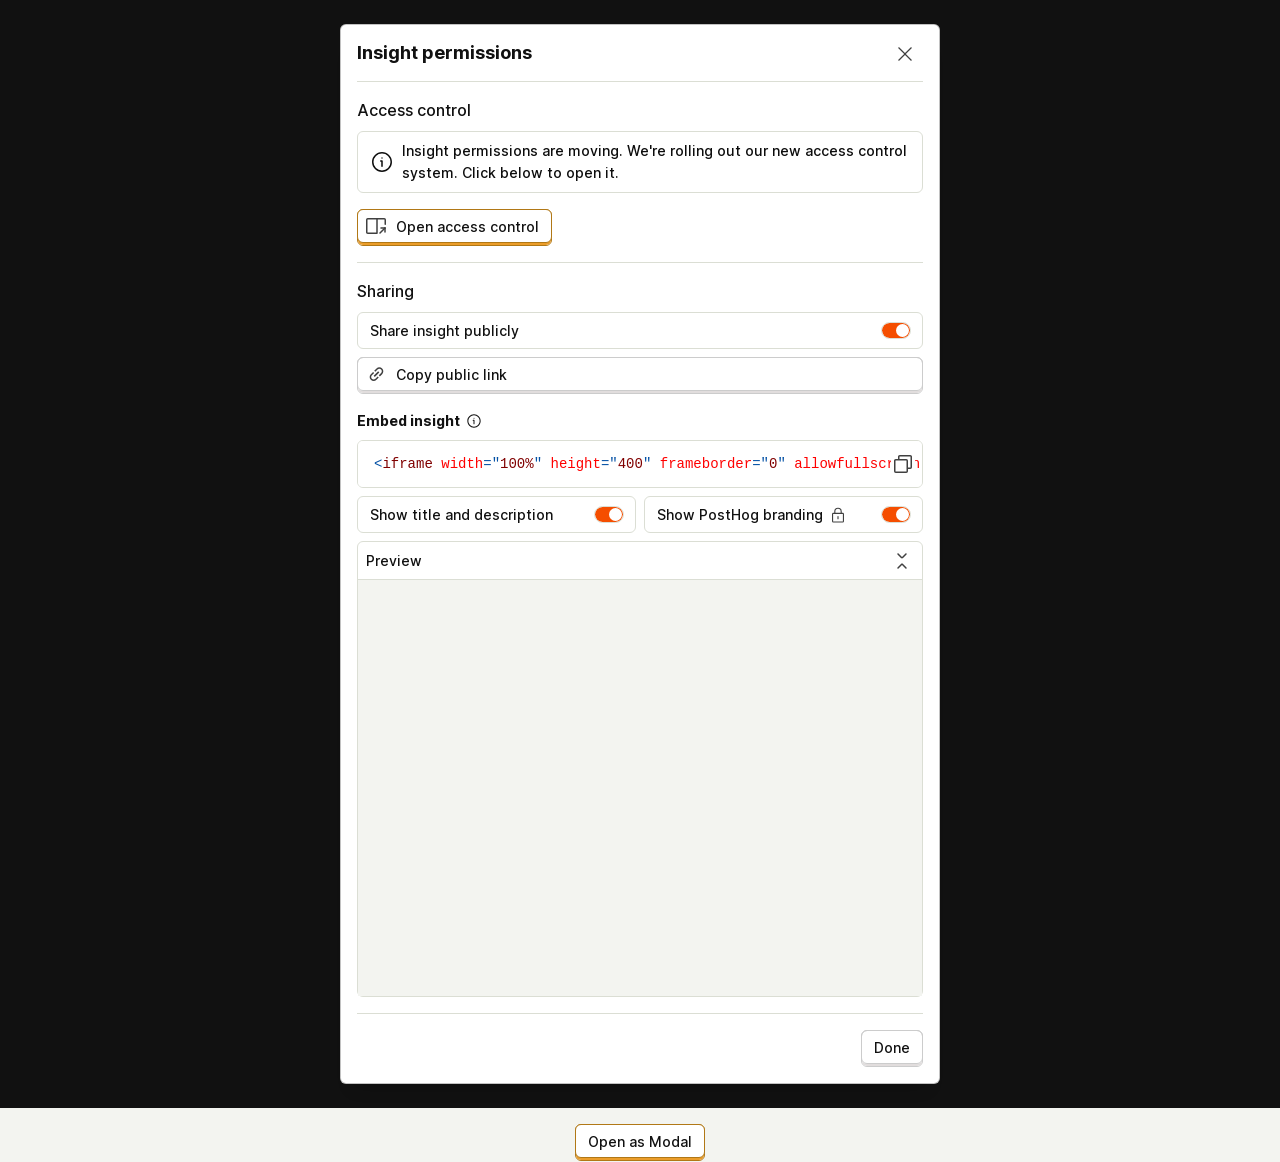 Insight permissions
Access control
Insight permissions are moving. We're rolling out our new access control
system. Click below to open it.
Open access control
Sharing
Share insight publicly
Copy public link
Embed insight
<iframe width="100%" height="400" frameborder="0" allowfullscr
Show title and description
Show PostHog branding
Preview
Done
Open as Modal